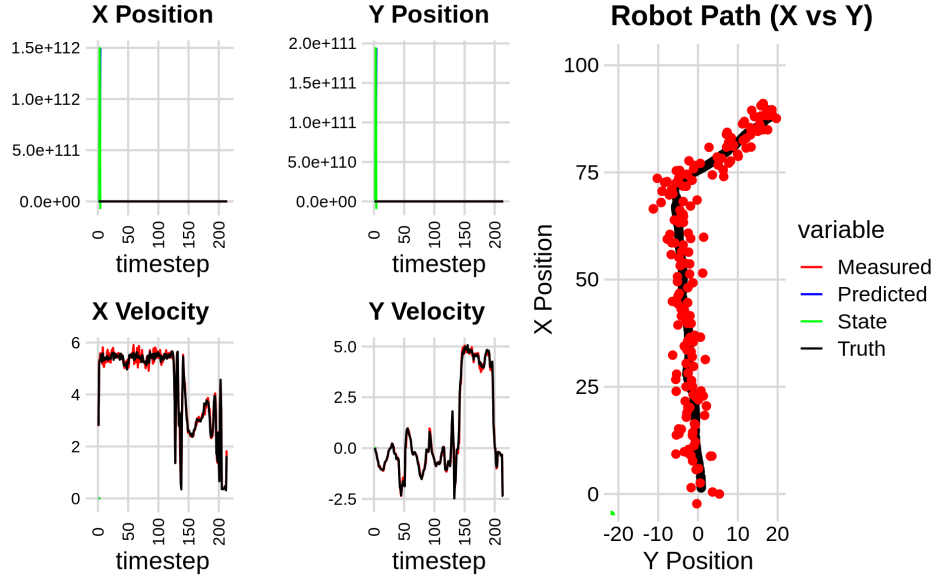 X Position
1.5e+112
1.0e+112
5.0e+111
0.0e+00
0
50
100
150
200
timestep
Y Position
2.0e+111
1.5e+111
1.0e+111
5.0e+110
0.0e+00
0
50
100
150
200
timestep
X Velocity
6
4
2
0
0
50
100
150
200
timestep
Y Velocity
5.0
2.5
0.0
-2.5
0
50
100
150
200
timestep
Robot Path (X vs Y)
X Position
100
75
50
25
0
-20 -10 0 10 20
Y Position
variable
Measured
Predicted
State
Truth